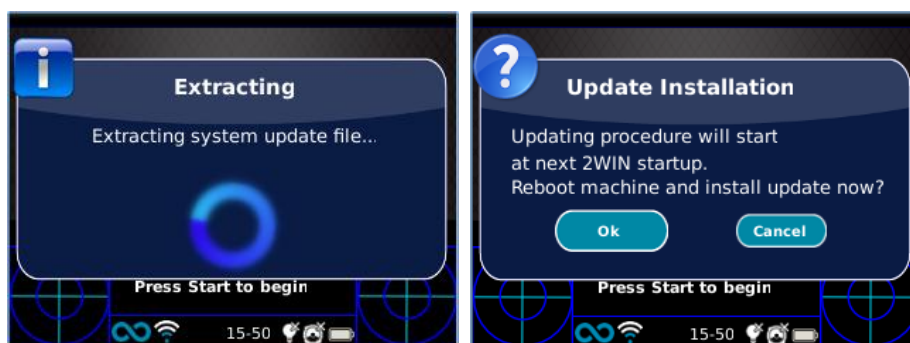 Extracting
Extracting system update file...
Press Start to begin
15-50
Update Installation
Updating procedure will start
at next 2WIN startup.
Reboot machine and install update now?
Ok
Cancel
Press Start to begin
15-50